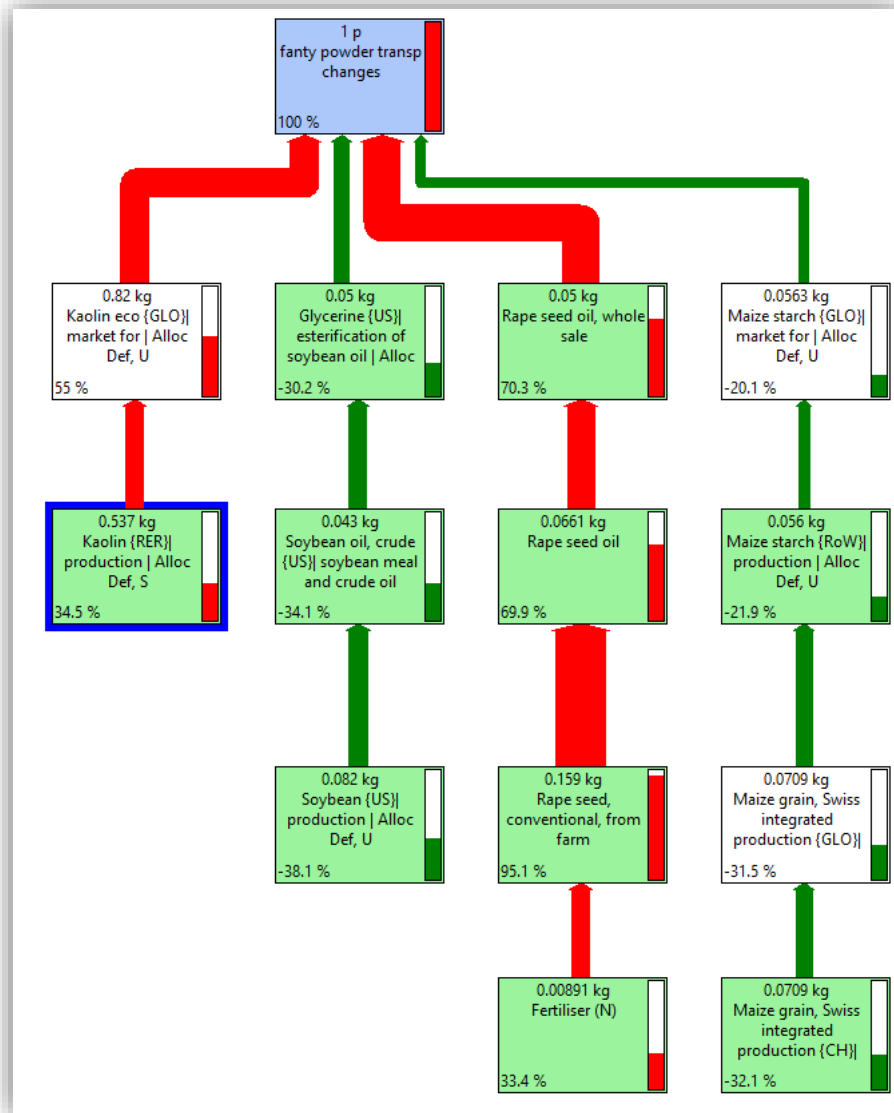 1 p
fanty powder transp
changes
100 %
0.82 kg
Kaolin eco {GLO}|
market for | Alloc
Def, U
55 %
0.05 kg
Glycerine {US}|
esterification of
soybean oil | Alloc
-30.2 %
0.05 kg
Rape seed oil, whole
sale
70.3 %
0.0563 kg
Maize starch {GLO}|
market for | Alloc
Def, U
-20.1 %
0.537 kg
Kaolin {RER}|
production | Alloc
Def, S
34.5 %
0.043 kg
Soybean oil, crude
{US}| soybean meal
and crude oil
-34.1 %
0.0661 kg
Rape seed oil
69.9 %
0.056 kg
Maize starch {RoW}|
production | Alloc
Def, U
-21.9 %
0.082 kg
Soybean {US}|
production | Alloc
Def, U
-38.1 %
0.159 kg
Rape seed,
conventional, from
farm
95.1 %
0.0709 kg
Maize grain, Swiss
integrated
production {GLO}|
-31.5 %
0.00891 kg
Fertiliser (N)
33.4 %
0.0709 kg
Maize grain, Swiss
integrated
production {CH}|
-32.1 %